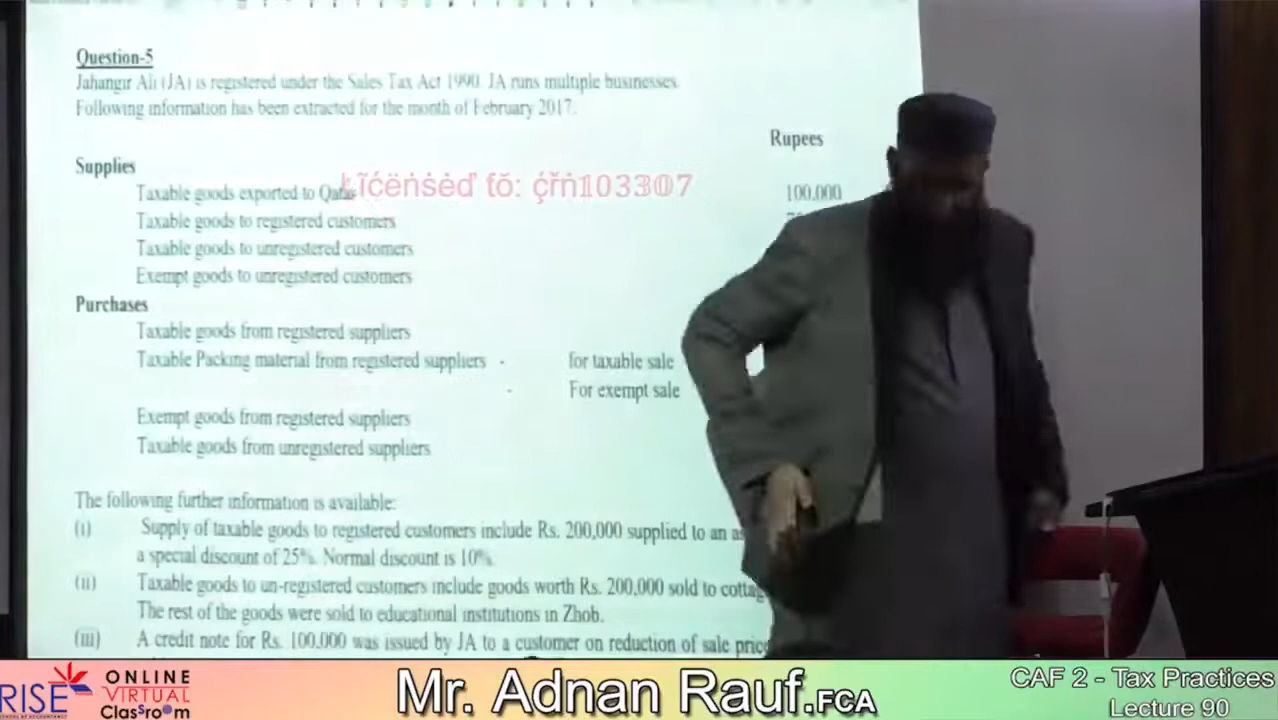 Question-5
Jahangir Ali (JA) is registered under the Sales Tax Act 1990. JA runs multiple businesses.
Following information has been extracted for the month of February 2017.
Rupees
Supplies
Taxable goods exported to Qatar 100,000
Łĩćëńṡėď ťŏ: çřṅ103307
Taxable goods to registered customers
Taxable goods to unregistered customers
Exempt goods to unregistered customers
Purchases
Taxable goods from registered suppliers
Taxable Packing material from registered suppliers - for taxable sale
- For exempt sale
Exempt goods from registered suppliers
Taxable goods from unregistered suppliers
The following further information is available:
(i) Supply of taxable goods to registered customers include Rs. 200,000 supplied to an
a special discount of 25%. Normal discount is 10%.
(ii) Taxable goods to un-registered customers include goods worth Rs. 200,000 sold to
The rest of the goods were sold to educational institutions in Zhob.
(iii) A credit note for Rs. 100,000 was issued by JA to a customer on reduction of sale price
RISE
SCHOOL OF ACCOUNTANCY
ONLINE
VIRTUAL
Classroom
Mr. Adnan Rauf.FCA
CAF 2 - Tax Practices
Lecture 90